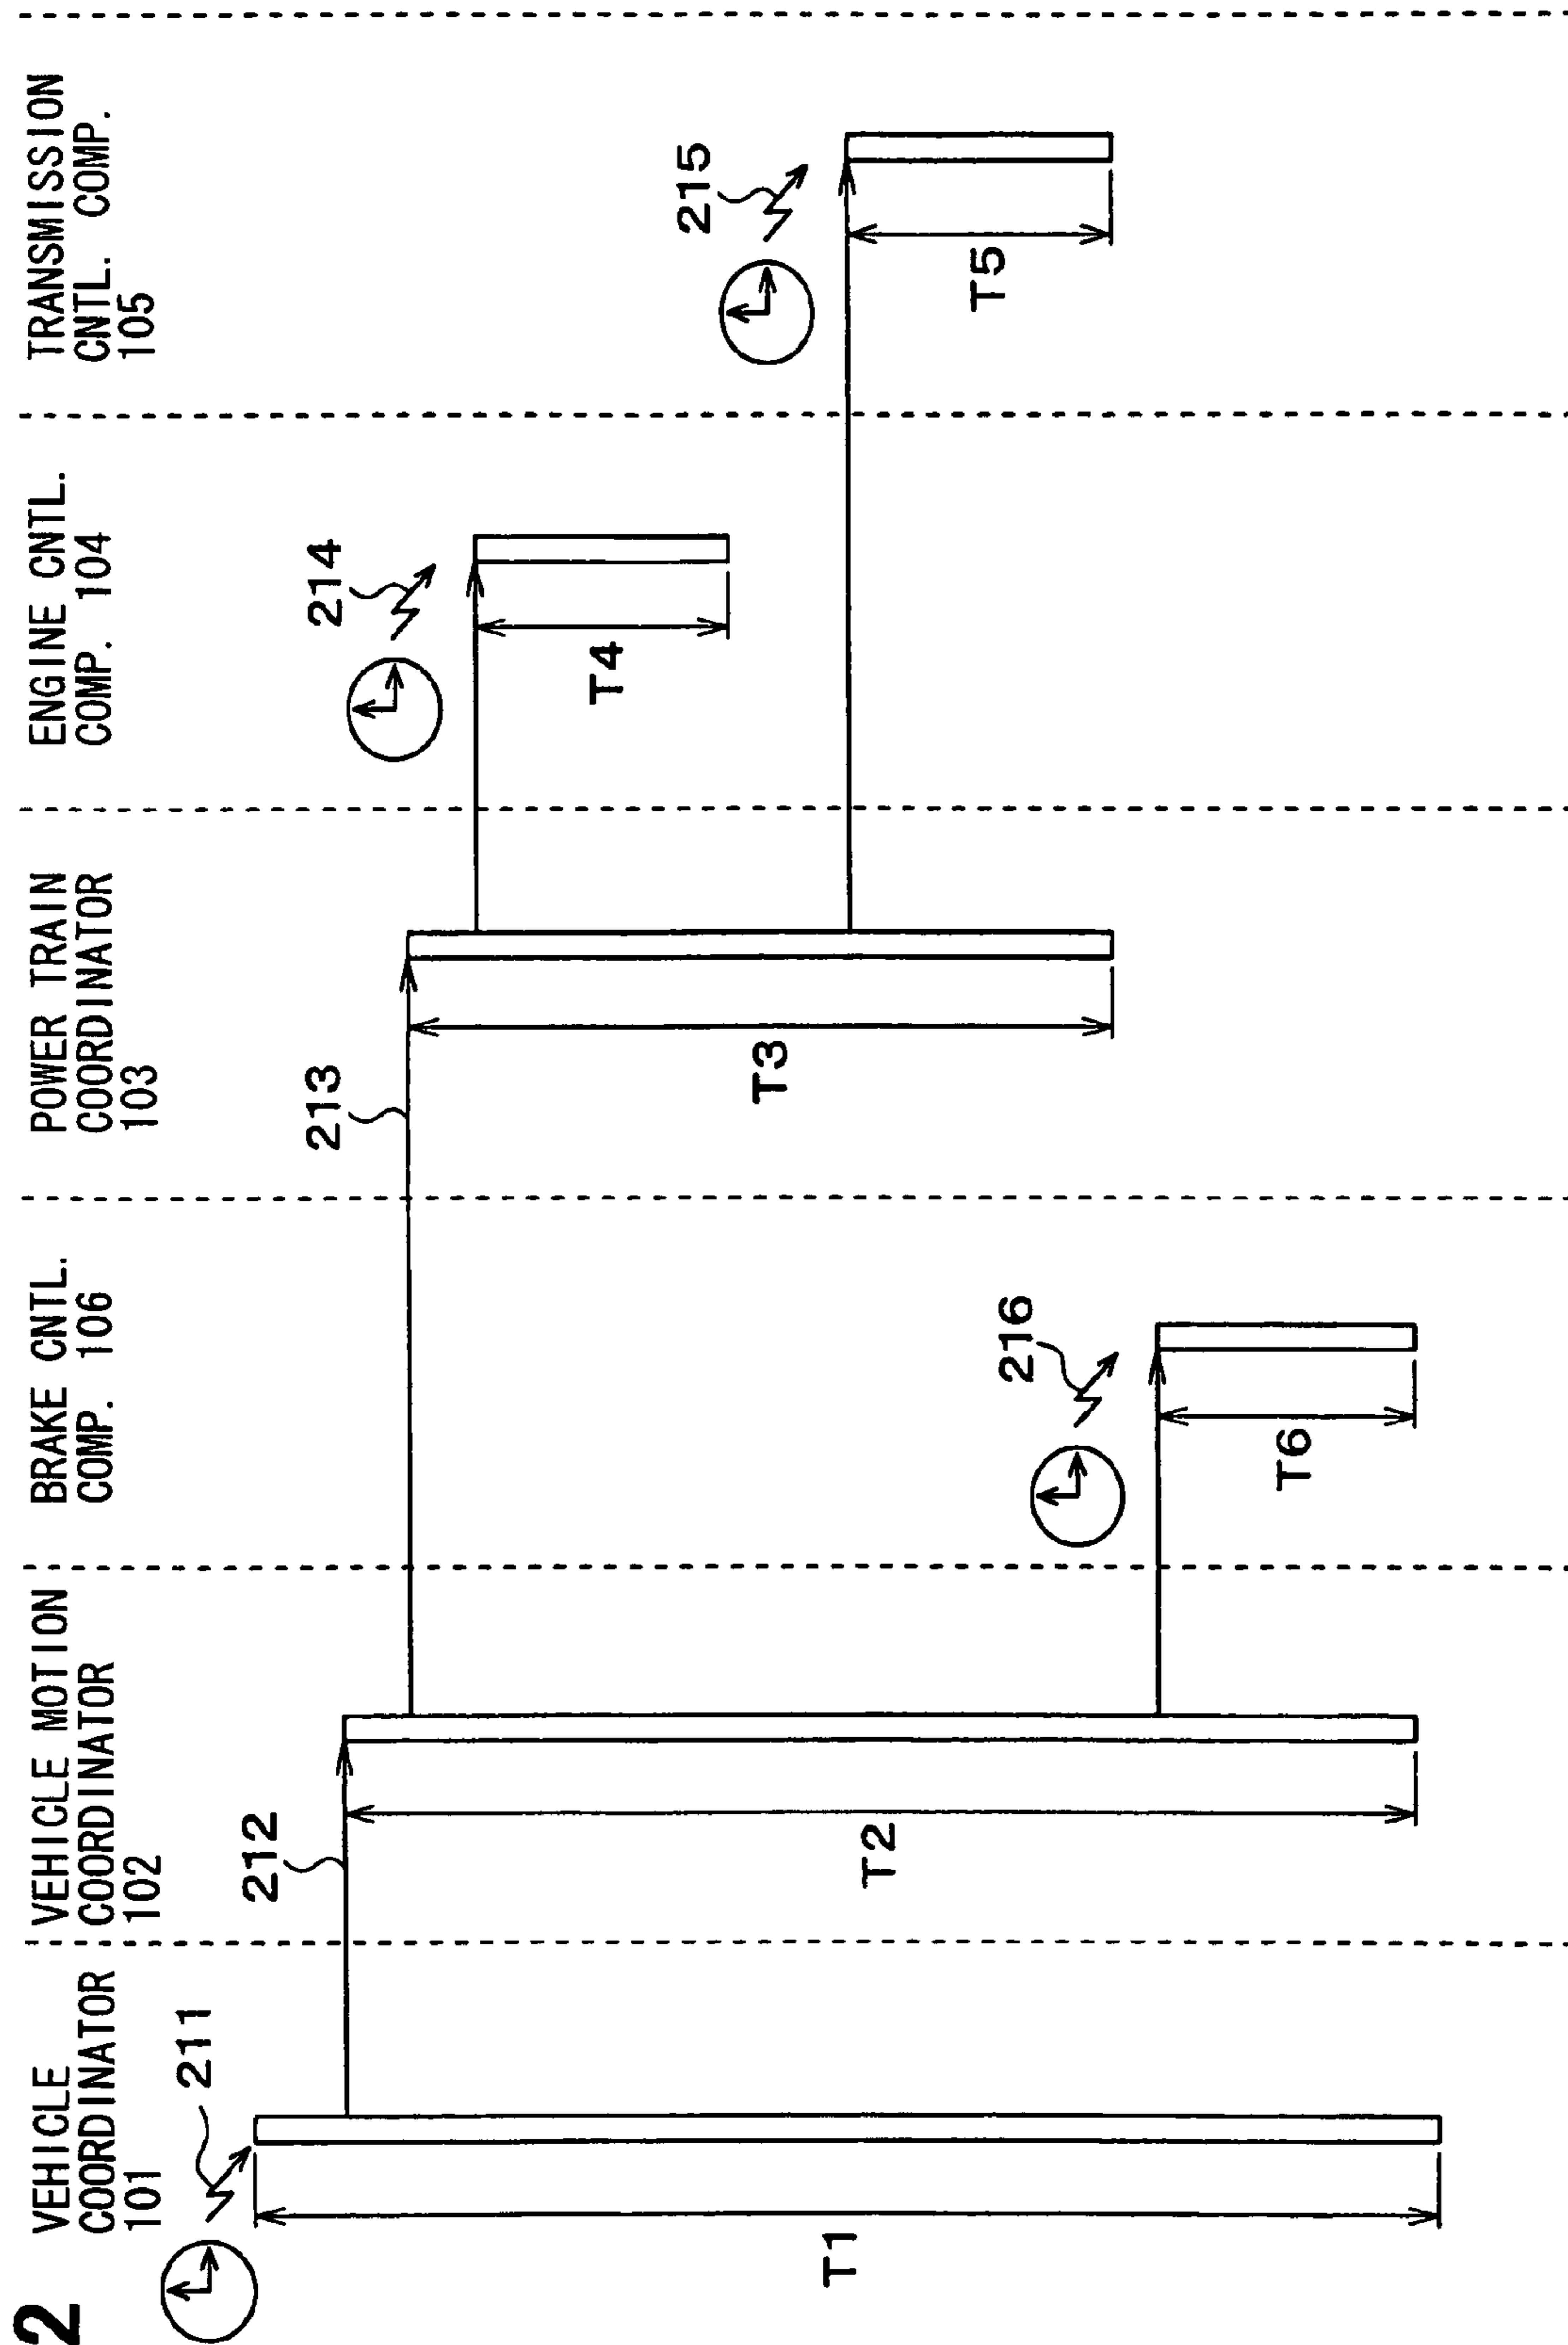 2
VEHICLE
COORDINATOR
101
VEHICLE MOTION
COORDINATOR
102
BRAKE CNTL.
COMP. 106
POWER TRAIN
COORDINATOR
103
ENGINE CNTL.
COMP. 104
TRANSMISSION
CNTL. COMP.
105
211
212
213
214
215
216
T1
T2
T3
T4
T5
T6